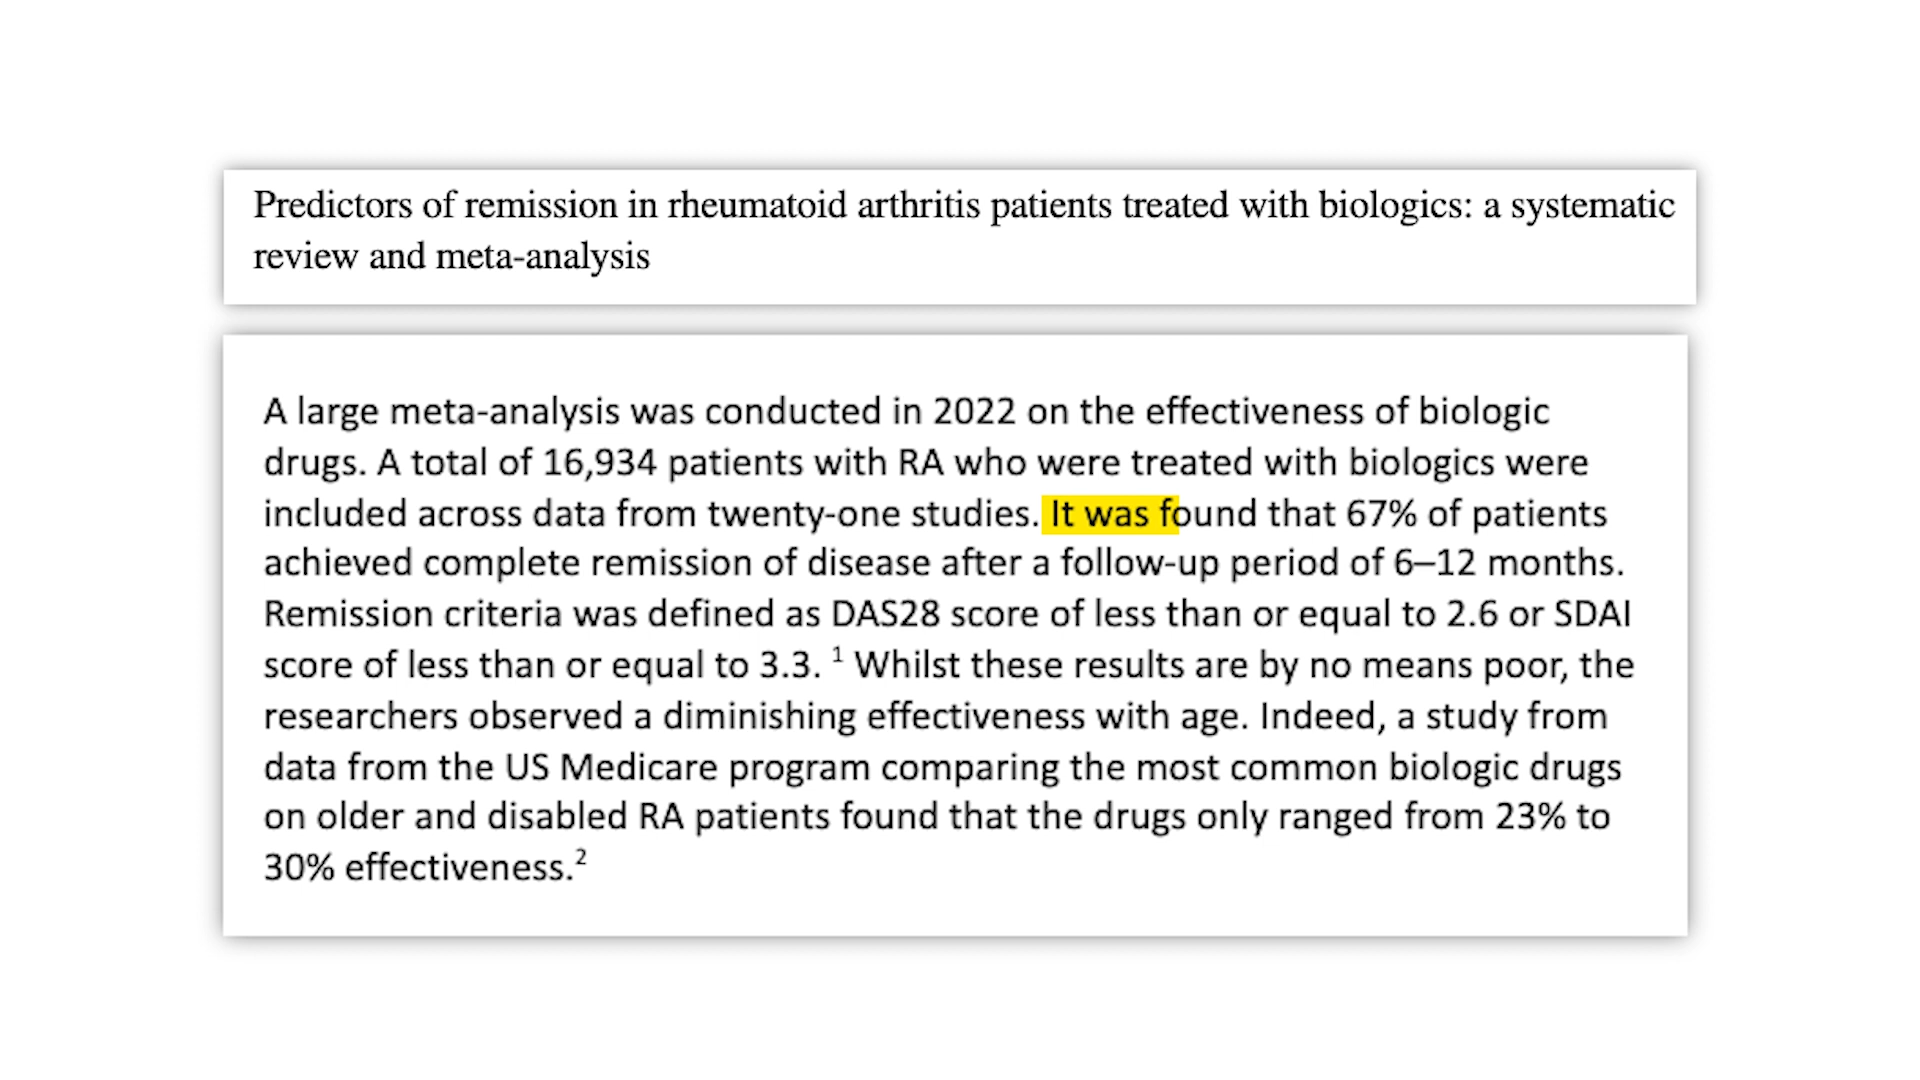 Predictors of remission in rheumatoid arthritis patients treated with biologics: a systematic
review and meta-analysis
A large meta-analysis was conducted in 2022 on the effectiveness of biologic
drugs. A total of 16,934 patients with RA who were treated with biologics were
included across data from twenty-one studies. It was found that 67% of patients
achieved complete remission of disease after a follow-up period of 6–12 months.
Remission criteria was defined as DAS28 score of less than or equal to 2.6 or SDAI
score of less than or equal to 3.3. ¹ Whilst these results are by no means poor, the
researchers observed a diminishing effectiveness with age. Indeed, a study from
data from the US Medicare program comparing the most common biologic drugs
on older and disabled RA patients found that the drugs only ranged from 23% to
30% effectiveness.²